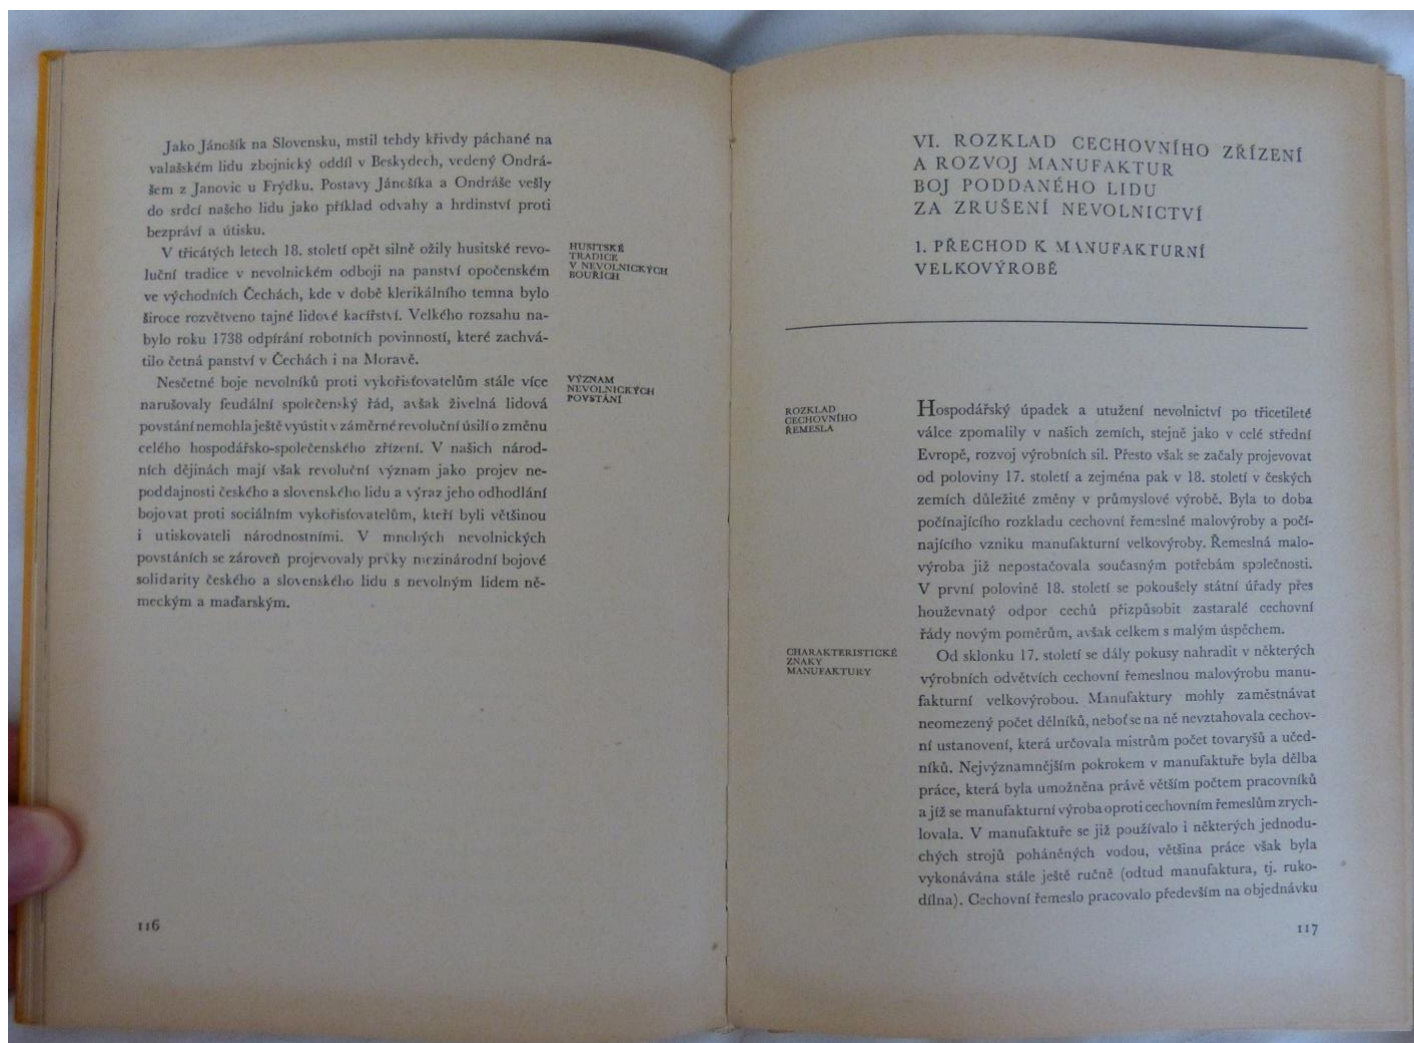 Jako Jánošík na Slovensku, mstil tehdy křivdy páchané na
valašském lidu zbojnický oddíl v Beskydech, vedený Ondrá-
šem z Janovic u Frýdku. Postavy Jánošíka a Ondráše vešly
do srdcí našeho lidu jako příklad odvahy a hrdinství proti
bezpráví a útisku.
V třicátých letech 18. století opět silně ožily husitské revo-
luční tradice v nevolnickém odboji na panství opočenském
ve východních Čechách, kde v době klerikálního temna bylo
široce rozvětveno tajné lidové kacířství. Velkého rozsahu na-
bylo roku 1738 odpírání robotních povinností, které zachvá-
tilo četná panství v Čechách i na Moravě.
HUSITSKÉ
TRADICE
V NEVOLNICKÝCH
BOUŘÍCH
Nesčetné boje nevolníků proti vykořisťovatelům stále více
narušovaly feudální společenský řád, avšak živelná lidová
povstání nemohla ještě vyústit v záměrné revoluční úsilí o změnu
celého hospodářsko-společenského zřízení. V našich národ-
ních dějinách mají však revoluční význam jako projev ne-
poddajnosti českého a slovenského lidu a výraz jeho odhodlání
bojovat proti sociálním vykořisťovatelům, kteří byli většinou
i utiskovateli národnostními. V mnohých nevolnických
povstáních se zároveň projevovaly prvky mezinárodní bojové
solidarity českého a slovenského lidu s nevolným lidem ně-
meckým a maďarským.
VÝZNAM
NEVOLNICKÝCH
POVSTÁNÍ
116
VI. ROZKLAD CECHOVNÍHO ZŘÍZENÍ
A ROZVOJ MANUFAKTUR
BOJ PODDANÉHO LIDU
ZA ZRUŠENÍ NEVOLNICTVÍ
1. PŘECHOD K MANUFAKTURNÍ
VELKOVÝROBĚ
ROZKLAD
CECHOVNÍHO
ŘEMESLA
Hospodářský úpadek a utužení nevolnictví po třicetileté
válce zpomalily v našich zemích, stejně jako v celé střední
Evropě, rozvoj výrobních sil. Přesto však se začaly projevovat
od poloviny 17. století a zejména pak v 18. století v českých
zemích důležité změny v průmyslové výrobě. Byla to doba
počínajícího rozkladu cechovní řemeslné malovýroby a počí-
najícího vzniku manufakturní velkovýroby. Řemeslná malo-
výroba již nepostačovala současným potřebám společnosti.
V první polovině 18. století se pokoušely státní úřady přes
houževnatý odpor cechů přizpůsobit zastaralé cechovní
řády novým poměrům, avšak celkem s malým úspěchem.
CHARAKTERISTICKÉ
ZNAKY
MANUFAKTURY
Od sklonku 17. století se dály pokusy nahradit v některých
výrobních odvětvích cechovní řemeslnou malovýrobu manu-
fakturní velkovýrobou. Manufaktury mohly zaměstnávat
neomezený počet dělníků, neboť se na ně nevztahovala cechov-
ní ustanovení, která určovala mistrům počet tovaryšů a učed-
níků. Nejvýznamnějším pokrokem v manufaktuře byla dělba
práce, která byla umožněna právě větším počtem pracovníků
a jíž se manufakturní výroba oproti cechovním řemeslům zrych-
lovala. V manufaktuře se již používalo i některých jednodu-
chých strojů poháněných vodou, většina práce však byla
vykonávána stále ještě ručně (odtud manufaktura, tj. ruko-
dílna). Cechovní řemeslo pracovalo především na objednávku
117